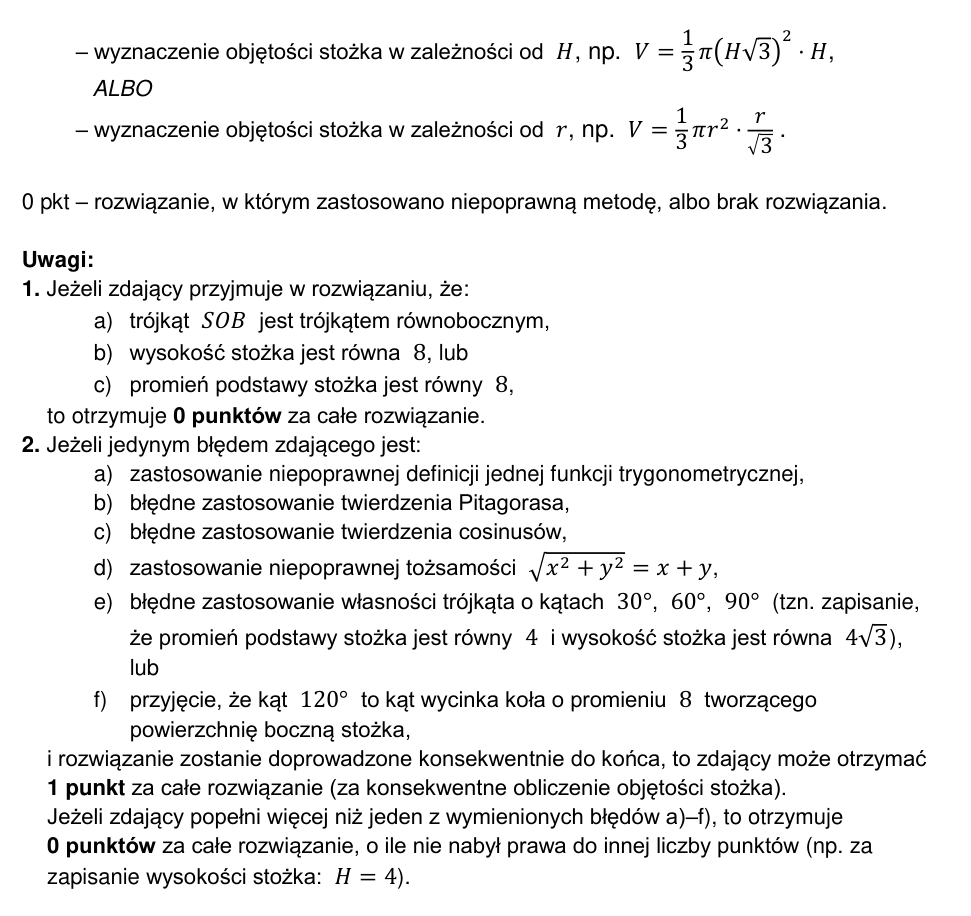 – wyznaczenie objętości stożka w zależności od H, np. V = 1/3 π(H√3)² · H,
ALBO
– wyznaczenie objętości stożka w zależności od r, np. V = 1/3 πr² · r/√3 .
0 pkt – rozwiązanie, w którym zastosowano niepoprawną metodę, albo brak rozwiązania.
Uwagi:
1. Jeżeli zdający przyjmuje w rozwiązaniu, że:
a) trójkąt SOB jest trójkątem równobocznym,
b) wysokość stożka jest równa 8, lub
c) promień podstawy stożka jest równy 8,
to otrzymuje 0 punktów za całe rozwiązanie.
2. Jeżeli jedynym błędem zdającego jest:
a) zastosowanie niepoprawnej definicji jednej funkcji trygonometrycznej,
b) błędne zastosowanie twierdzenia Pitagorasa,
c) błędne zastosowanie twierdzenia cosinusów,
d) zastosowanie niepoprawnej tożsamości √(x² + y²) = x + y,
e) błędne zastosowanie własności trójkąta o kątach 30°, 60°, 90° (tzn. zapisanie,
że promień podstawy stożka jest równy 4 i wysokość stożka jest równa 4√3),
lub
f) przyjęcie, że kąt 120° to kąt wycinka koła o promieniu 8 tworzącego
powierzchnię boczną stożka,
i rozwiązanie zostanie doprowadzone konsekwentnie do końca, to zdający może otrzymać
1 punkt za całe rozwiązanie (za konsekwentne obliczenie objętości stożka).
Jeżeli zdający popełni więcej niż jeden z wymienionych błędów a)–f), to otrzymuje
0 punktów za całe rozwiązanie, o ile nie nabył prawa do innej liczby punktów (np. za
zapisanie wysokości stożka: H = 4).